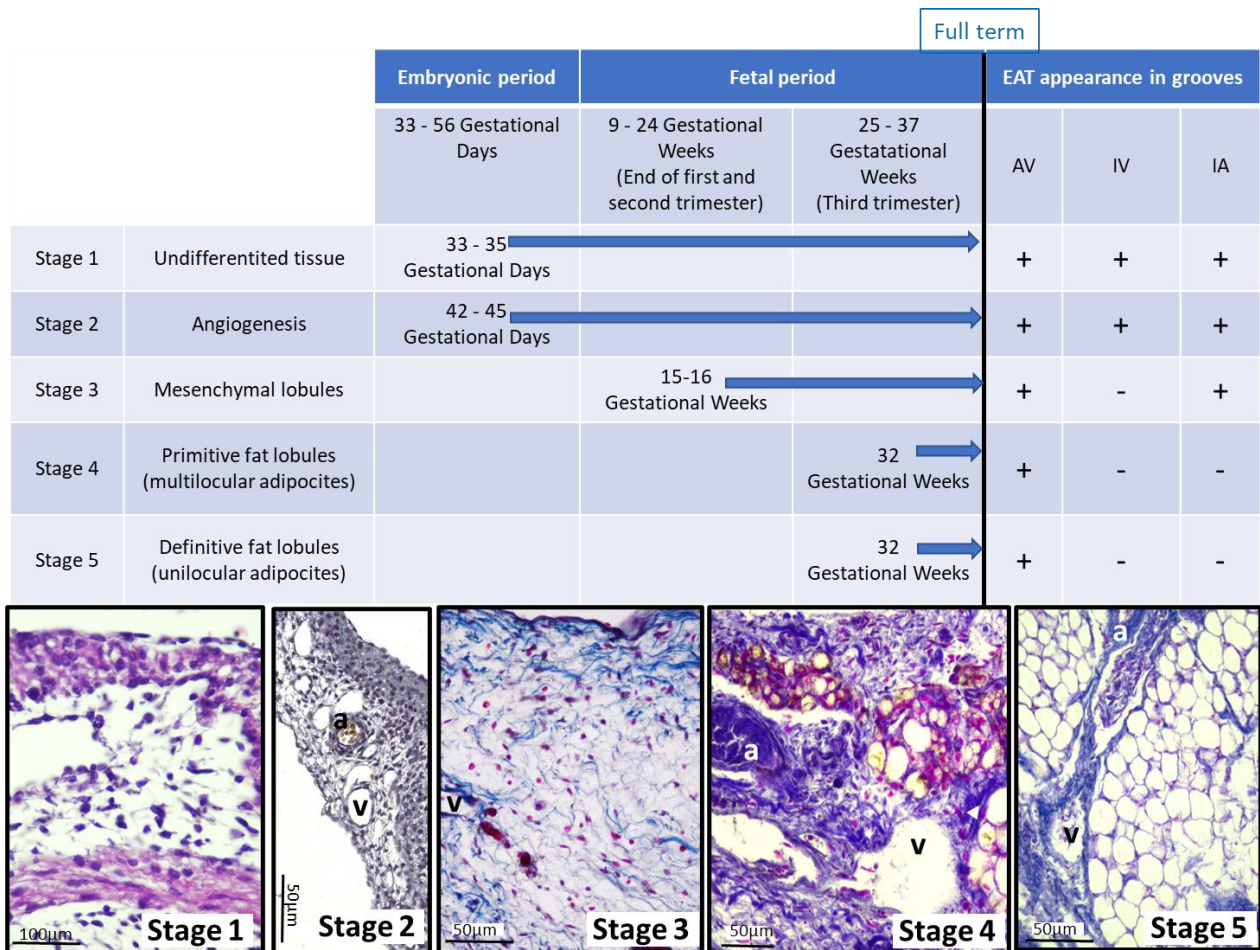 Full term
Embryonic period
Fetal period
EAT appearance in grooves
33 - 56 Gestational
Days
9 - 24 Gestational
Weeks
(End of first and
second trimester)
25 - 37
Gestatational
Weeks
(Third trimester)
AV
IV
IA
Stage 1
Undifferentited tissue
33 - 35
Gestational Days
+
+
+
Stage 2
Angiogenesis
42 - 45
Gestational Days
+
+
+
Stage 3
Mesenchymal lobules
15-16
Gestational Weeks
+
-
+
Stage 4
Primitive fat lobules
(multilocular adipocites)
32
Gestational Weeks
+
-
-
Stage 5
Definitive fat lobules
(unilocular adipocytes)
32
Gestational Weeks
+
-
-
100µm
Stage 1
a
v
50µm
Stage 2
v
50µm
Stage 3
a
v
50µm
Stage 4
a
v
50µm
Stage 5